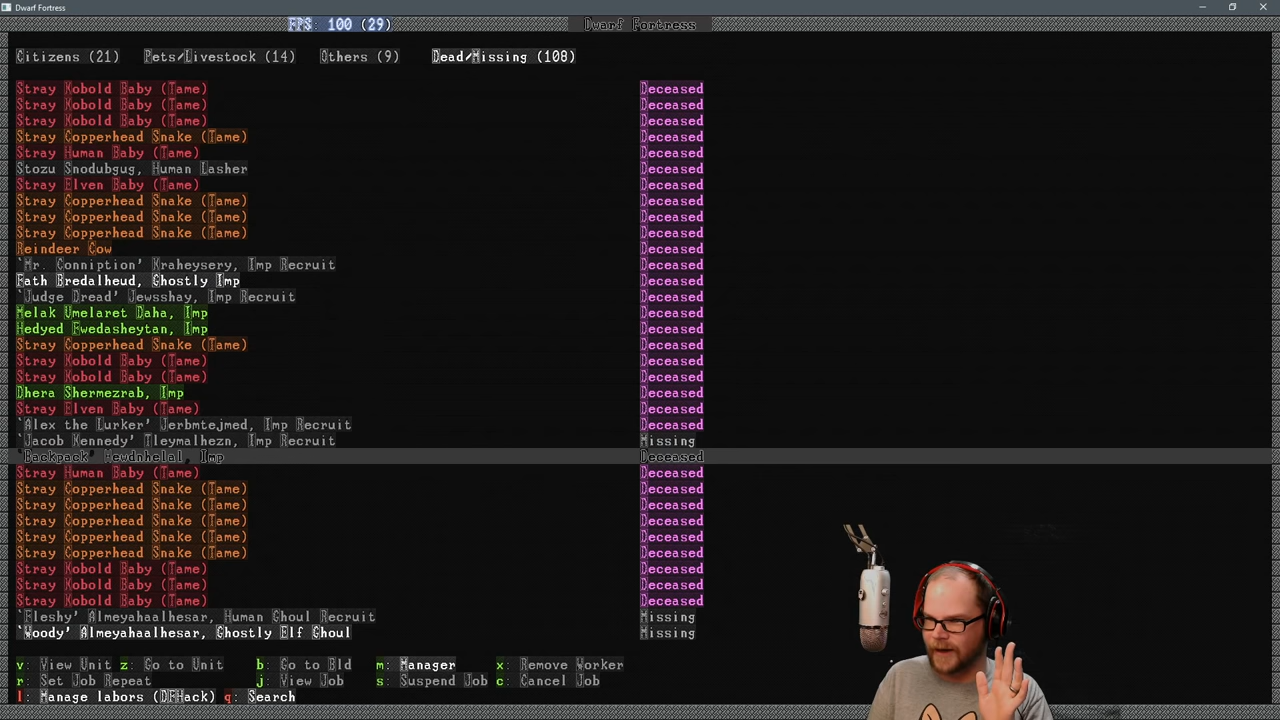 Dwarf Fortress
FPS: 100 (29) Dwarf Fortress
Citizens (21) Pets/Livestock (14) Others (9) Dead/Missing (108)
Stray Kobold Baby (Tame) Deceased
Stray Kobold Baby (Tame) Deceased
Stray Kobold Baby (Tame) Deceased
Stray Copperhead Snake (Tame) Deceased
Stray Human Baby (Tame) Deceased
Stozu Snodubgug, Human Lasher Deceased
Stray Elven Baby (Tame) Deceased
Stray Copperhead Snake (Tame) Deceased
Stray Copperhead Snake (Tame) Deceased
Stray Copperhead Snake (Tame) Deceased
Reindeer Cow Deceased
`Mr. Conniption' Kraheysery, Imp Recruit Deceased
Bredalheud, Ghostly Imp Deceased
`Judge Dread' Jewsshay, Imp Recruit Deceased
Melak Umelaret Daha, Imp Deceased
Hedyed Ewedasheytan, Imp Deceased
Stray Copperhead Snake (Tame) Deceased
Stray Kobold Baby (Tame) Deceased
Stray Kobold Baby (Tame) Deceased
Dhera Shermezrab, Imp Deceased
Stray Elven Baby (Tame) Deceased
`Alex the Lurker' Jerbmtejmed, Imp Recruit Deceased
`Jacob Kennedy' Tleymalhezn, Imp Recruit Missing
`Backpack' Imp Deceased
Stray Human Baby (Tame) Deceased
Stray Copperhead Snake (Tame) Deceased
Stray Copperhead Snake (Tame) Deceased
Stray Copperhead Snake (Tame) Deceased
Stray Copperhead Snake (Tame) Deceased
Stray Copperhead Snake (Tame) Deceased
Stray Kobold Baby (Tame) Deceased
Stray Kobold Baby (Tame) Deceased
Stray Kobold Baby (Tame) Deceased
`Fleshy' Almeyahaalhesar, Human Ghoul Recruit Missing
`Woody' Almeyahaalhesar, Ghostly Elf Ghoul Missing
v: View Unit z: Go to Unit b: Go to Bld m: Manager x: Remove Worker
r: Set Job Repeat j: View Job s: Suspend Job c: Cancel Job
l: Manage labors (DFHack) q: Search